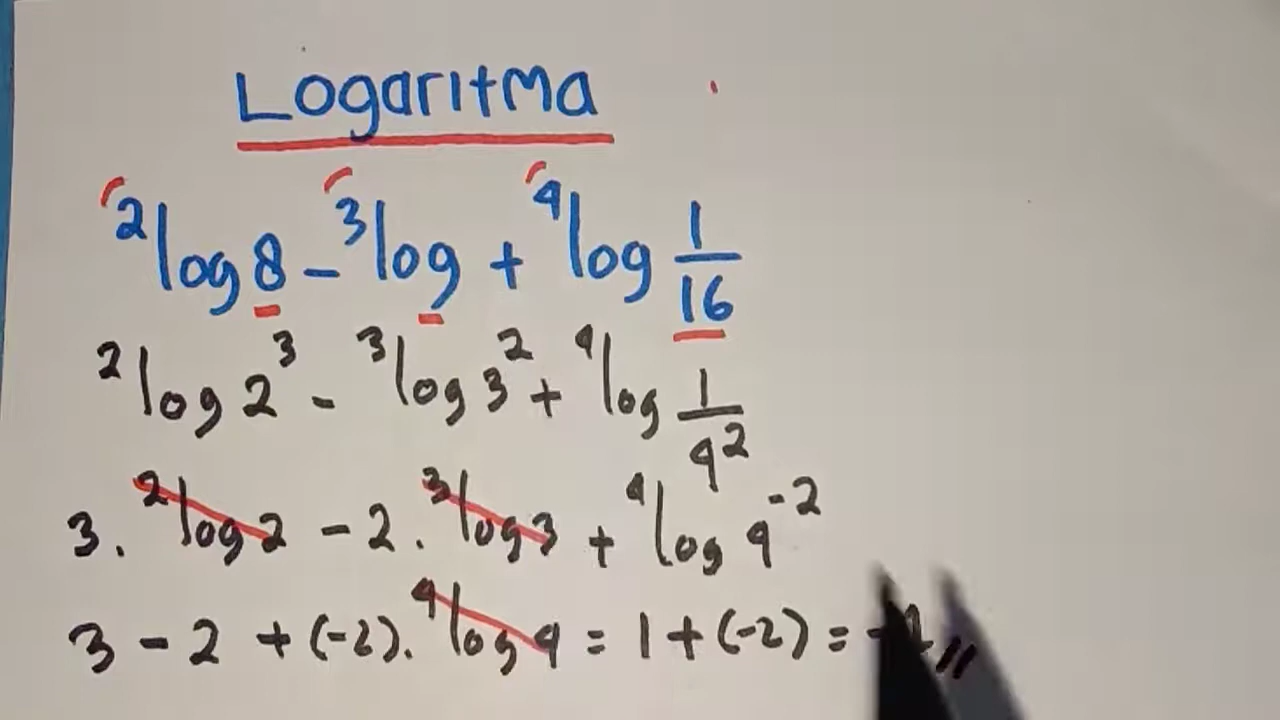 Logaritma
²log 8 - ³log + ⁴log 1/16
²log 2³ - ³log 3² + ⁴log 1/4²
3. ²log 2 - 2. ³log 3 + ⁴log 4⁻²
3 - 2 + (-2). ⁴log 4 = 1 + (-2) =